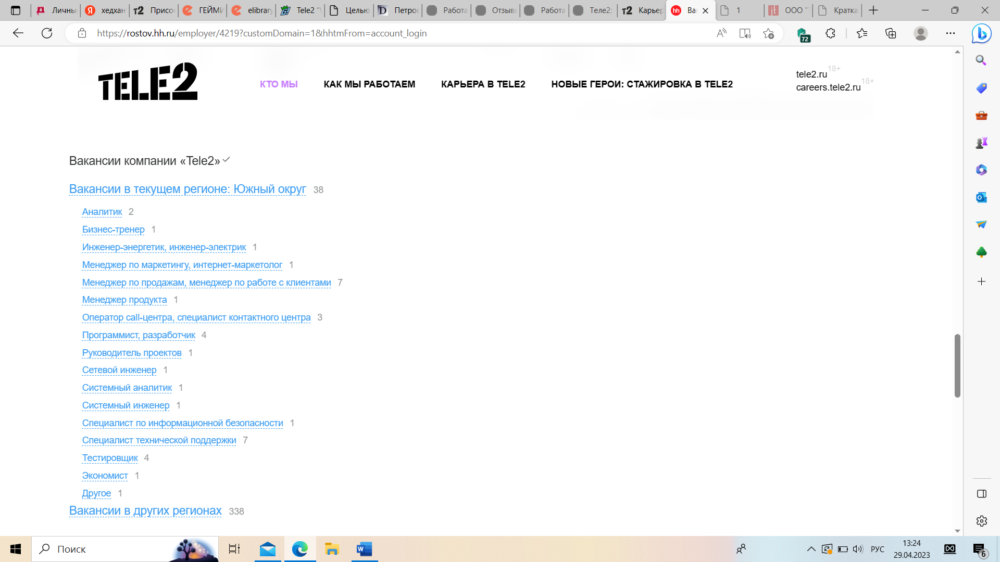 Личны
хедхан
Присое
ГЕЙМИ
elibrary
Tele2 "
Целью
Петрос
Работа
Отзывы
Работа
Теле2:
Карьер
Ва
1
ООО "
Кратка
https://rostov.hh.ru/employer/4219?customDomain=1&hhtmFrom=account_login
72
TELE2
КТО МЫ
КАК МЫ РАБОТАЕМ
КАРЬЕРА В TELE2
НОВЫЕ ГЕРОИ: СТАЖИРОВКА В TELE2
tele2.ru 18+
careers.tele2.ru 18+
Вакансии компании «Tele2»
Вакансии в текущем регионе: Южный округ 38
Аналитик 2
Бизнес-тренер 1
Инженер-энергетик, инженер-электрик 1
Менеджер по маркетингу, интернет-маркетолог 1
Менеджер по продажам, менеджер по работе с клиентами 7
Менеджер продукта 1
Оператор call-центра, специалист контактного центра 3
Программист, разработчик 4
Руководитель проектов 1
Сетевой инженер 1
Системный аналитик 1
Системный инженер 1
Специалист по информационной безопасности 1
Специалист технической поддержки 7
Тестировщик 4
Экономист 1
Другое 1
Вакансии в других регионах 338
Поиск
РУС
13:24
29.04.2023
6